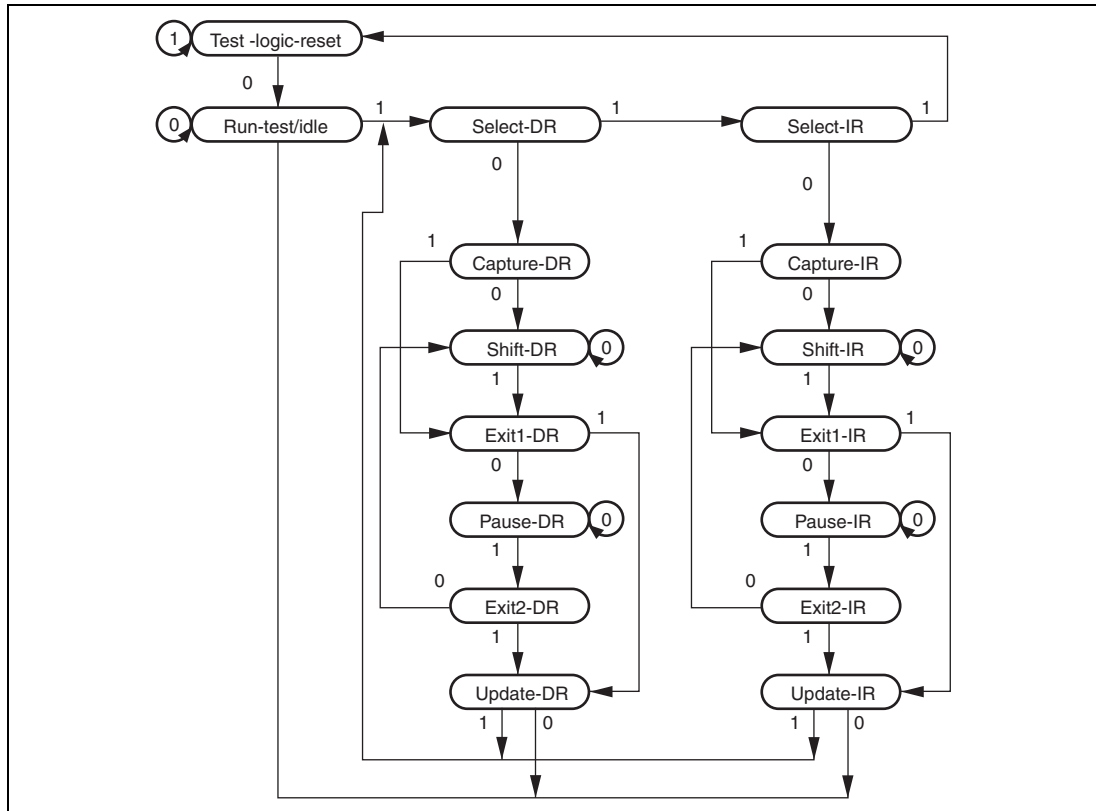 1 Test -logic-reset
0
0 Run-test/idle 1 Select-DR 1 Select-IR 1
0 0
1 1
Capture-DR Capture-IR
0 0
Shift-DR 0 Shift-IR 0
1 1
Exit1-DR 1 Exit1-IR 1
0 0
Pause-DR 0 Pause-IR 0
1 1
0 0
Exit2-DR Exit2-IR
1 1
Update-DR Update-IR
1 0 1 0